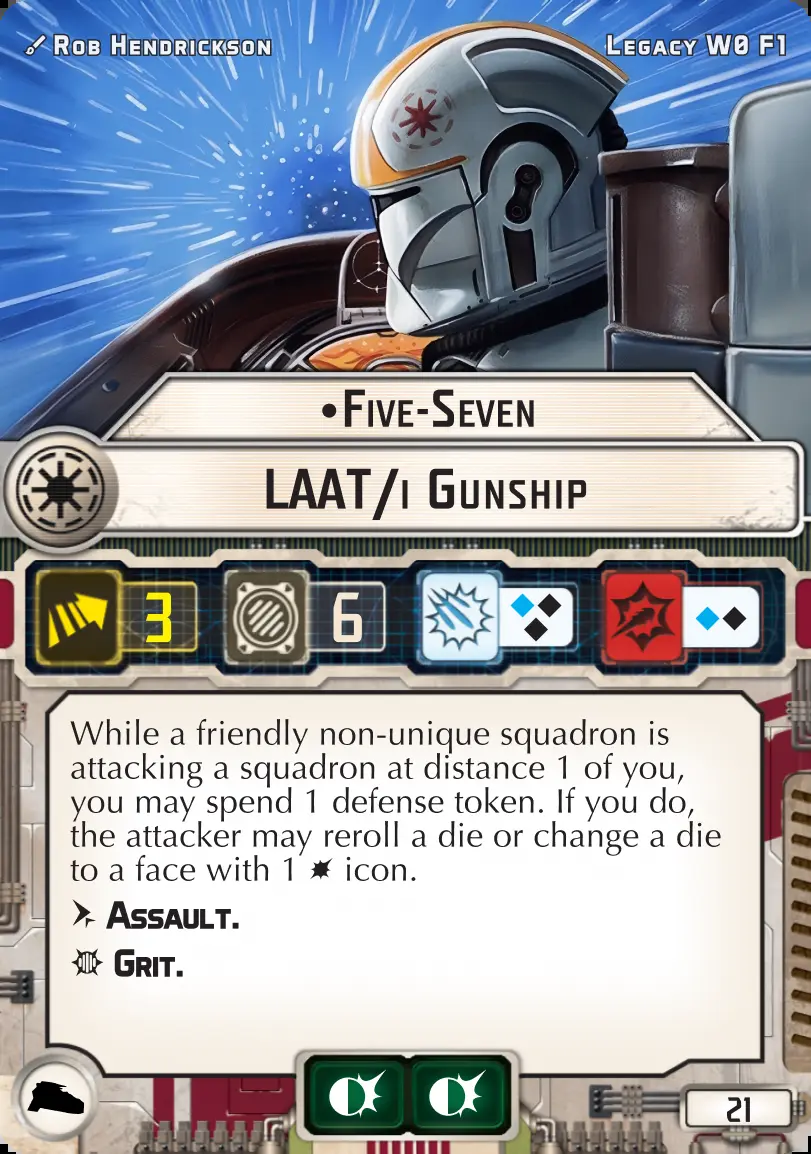 Rob Hendrickson
Legacy W0 F1
•Five-Seven
LAAT/i Gunship
3
6
While a friendly non-unique squadron is
attacking a squadron at distance 1 of you,
you may spend 1 defense token. If you do,
the attacker may reroll a die or change a die
to a face with 1 icon.
Assault.
Grit.
21